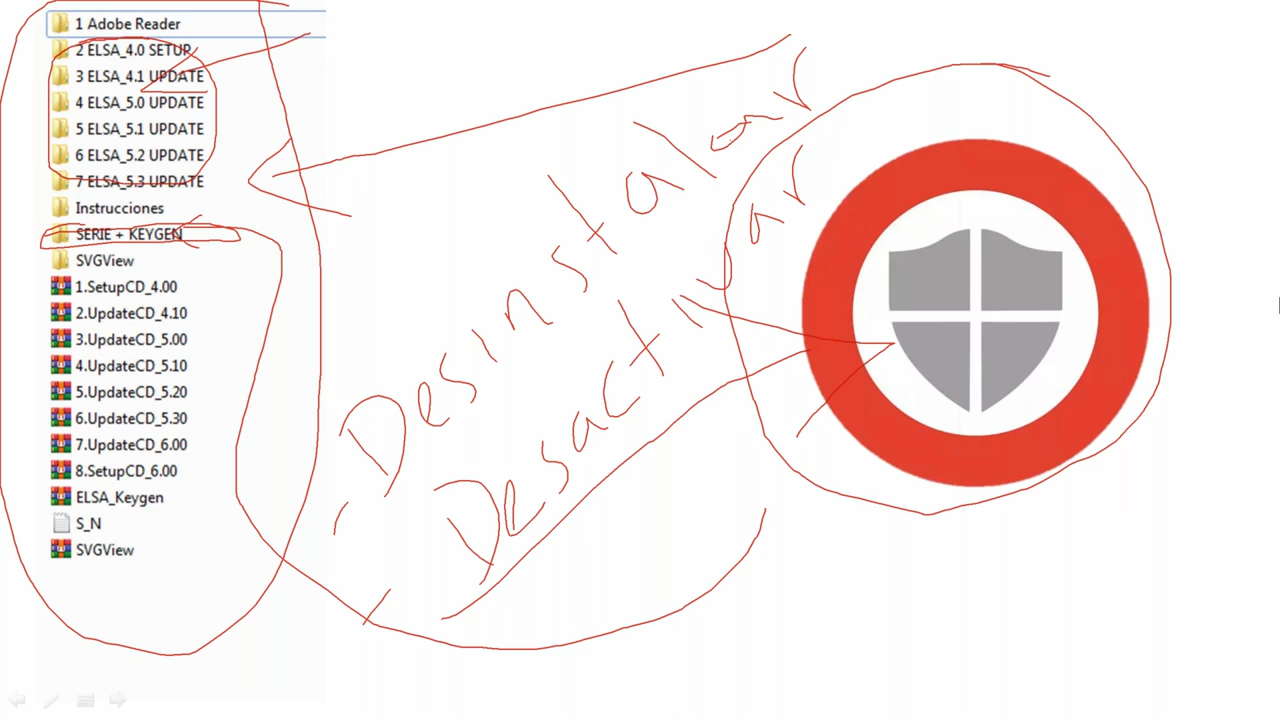 1 Adobe Reader
2 ELSA_4.0 SETUP
3 ELSA_4.1 UPDATE
4 ELSA_5.0 UPDATE
5 ELSA_5.1 UPDATE
6 ELSA_5.2 UPDATE
7 ELSA_5.3 UPDATE
Instrucciones
SERIE + KEYGEN
SVGView
1.SetupCD_4.00
2.UpdateCD_4.10
3.UpdateCD_5.00
4.UpdateCD_5.10
5.UpdateCD_5.20
6.UpdateCD_5.30
7.UpdateCD_6.00
8.SetupCD_6.00
ELSA_Keygen
S_N
SVGView
- Desinstalar
- Desactivar